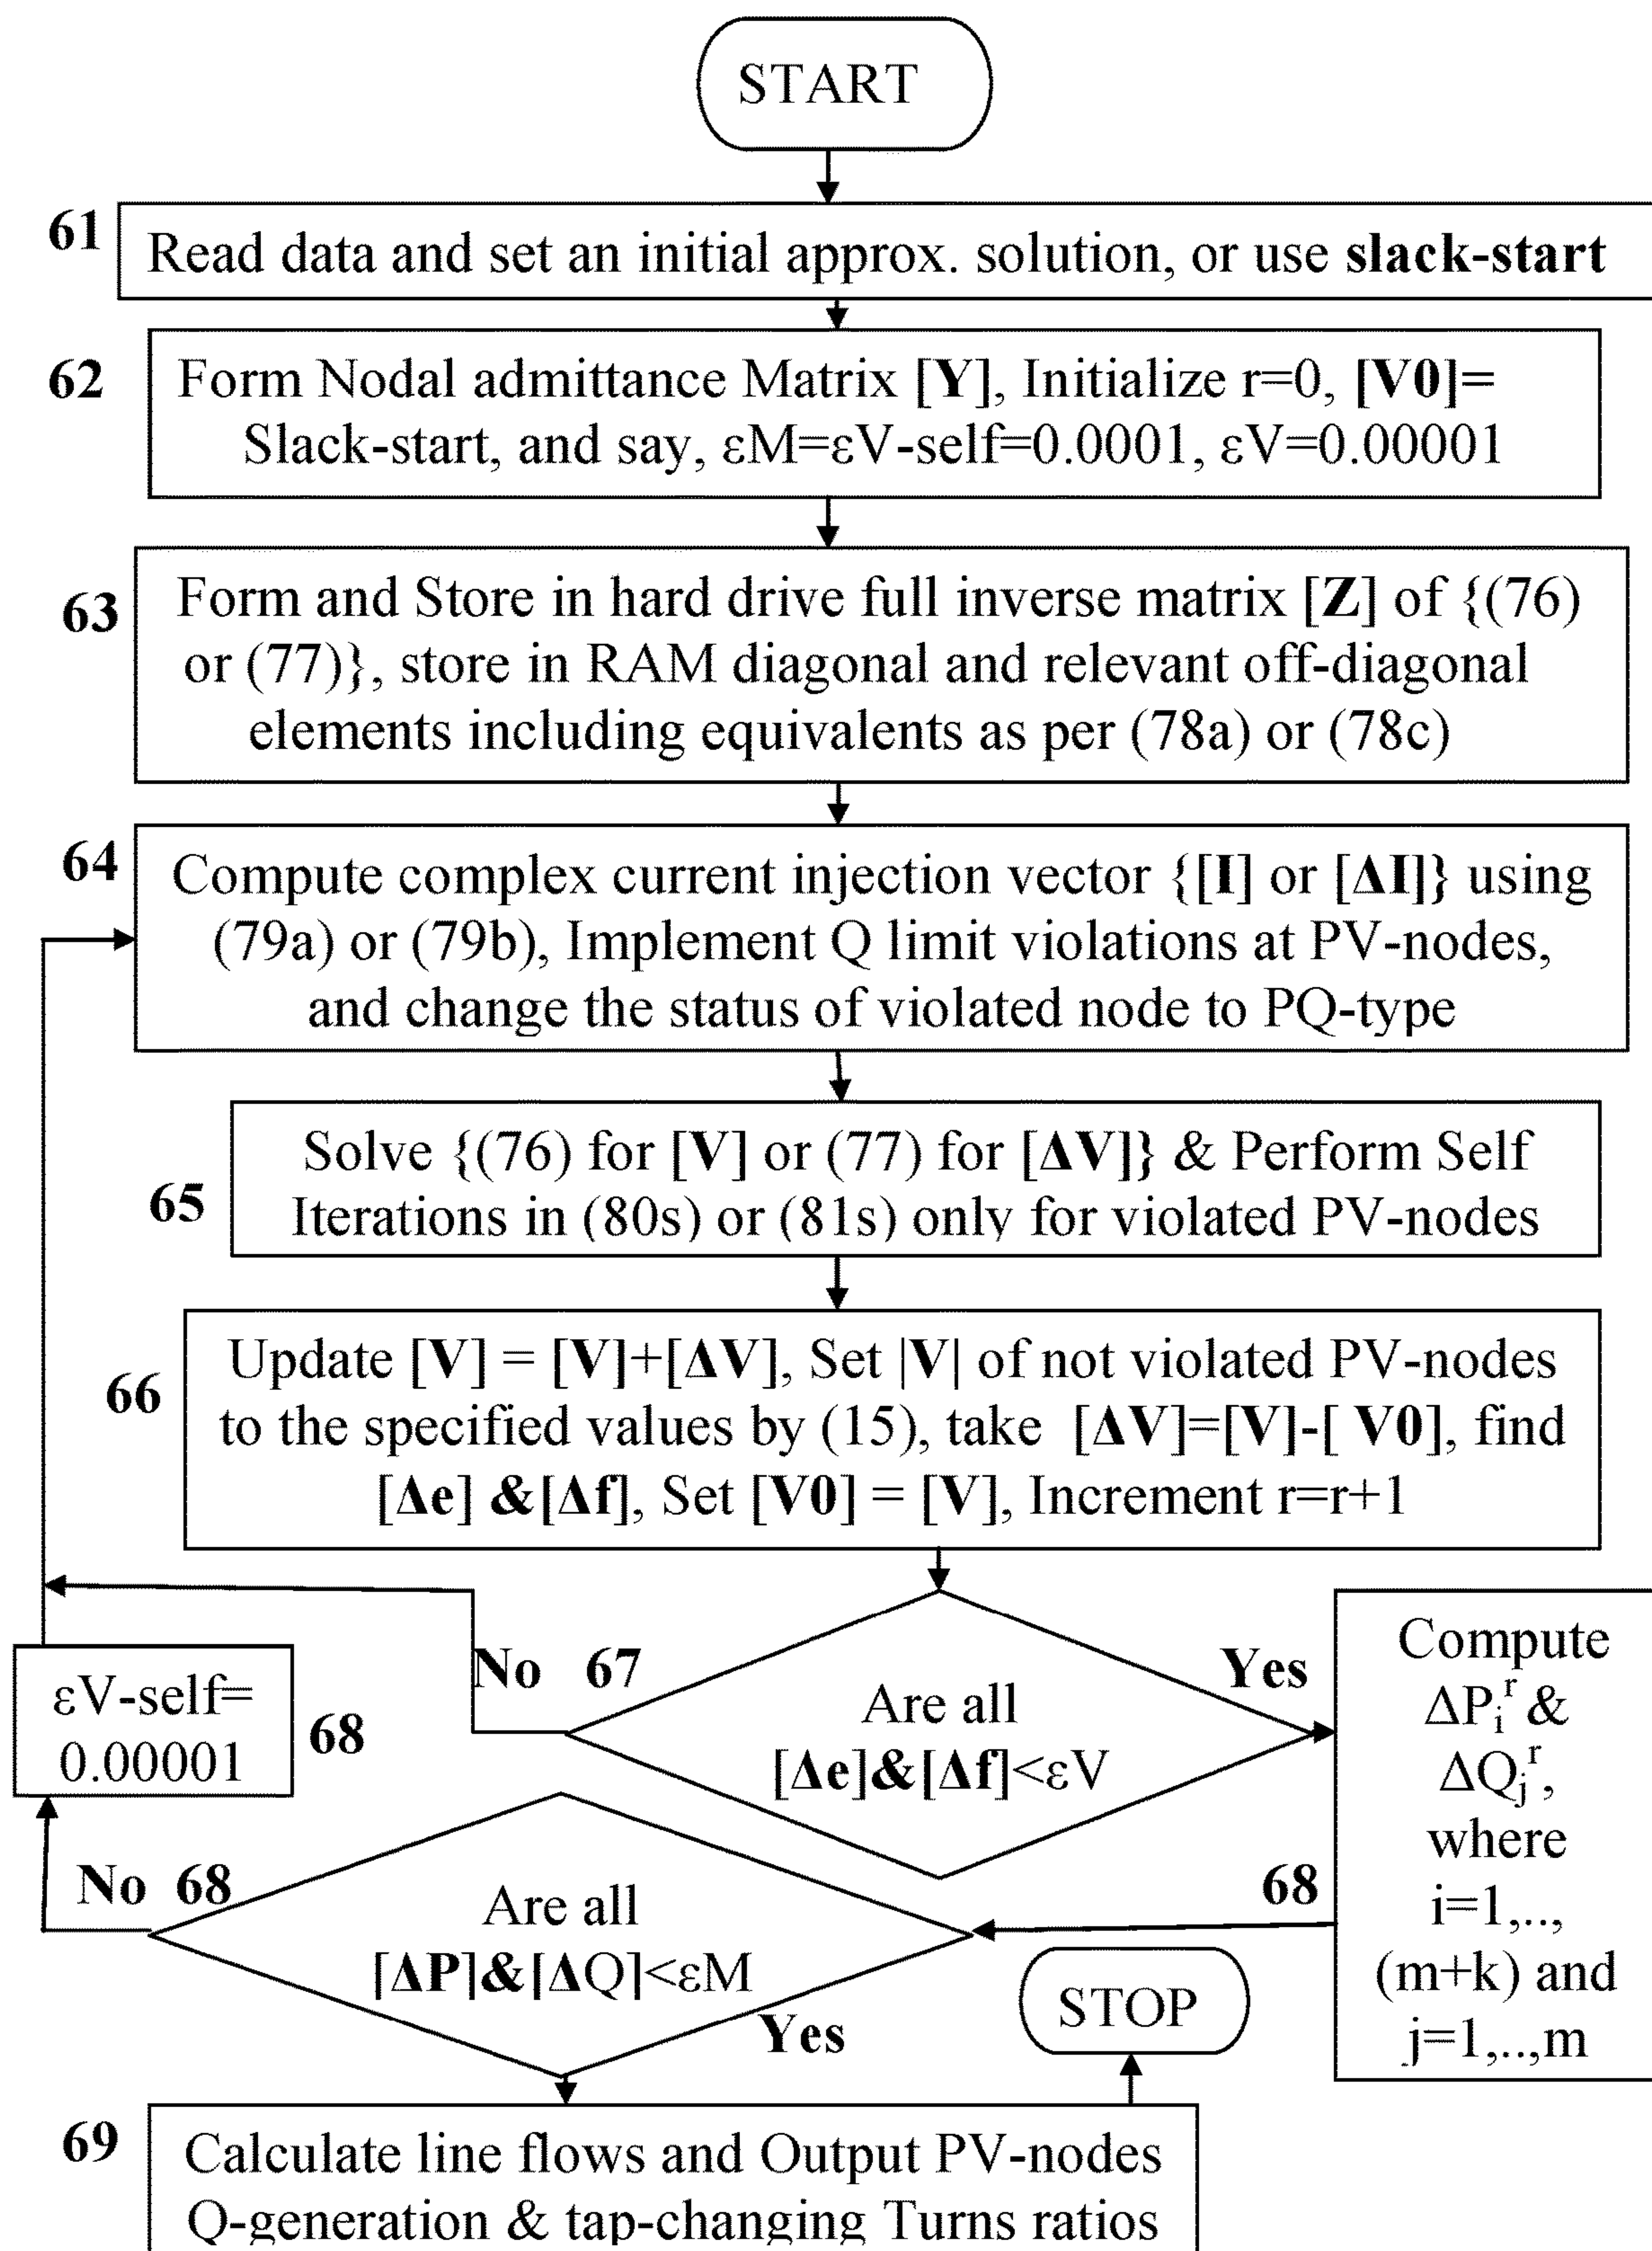 START
61
Read data and set an initial approx. solution, or use slack-start
62
Form Nodal admittance Matrix [Y], Initialize r=0, [V0]=
Slack-start, and say, εM=εV-self=0.0001, εV=0.00001
63
Form and Store in hard drive full inverse matrix [Z] of {(76)
or (77)}, store in RAM diagonal and relevant off-diagonal
elements including equivalents as per (78a) or (78c)
64
Compute complex current injection vector {[I] or [ΔI]} using
(79a) or (79b), Implement Q limit violations at PV-nodes,
and change the status of violated node to PQ-type
65
Solve {(76) for [V] or (77) for [ΔV]} & Perform Self
Iterations in (80s) or (81s) only for violated PV-nodes
66
Update [V] = [V]+[ΔV], Set |V| of not violated PV-nodes
to the specified values by (15), take [ΔV]=[V]-[ V0], find
[Δe] &[Δf], Set [V0] = [V], Increment r=r+1
No 67
Yes
Are all
[Δe]&[Δf]<εV
Compute
ΔPᵢʳ &
ΔQⱼʳ,
where
i=1,..,
(m+k) and
j=1,..,m
εV-self=
0.00001
68
No 68
68
Are all
[ΔP]&[ΔQ]<εM
Yes
STOP
69
Calculate line flows and Output PV-nodes
Q-generation & tap-changing Turns ratios